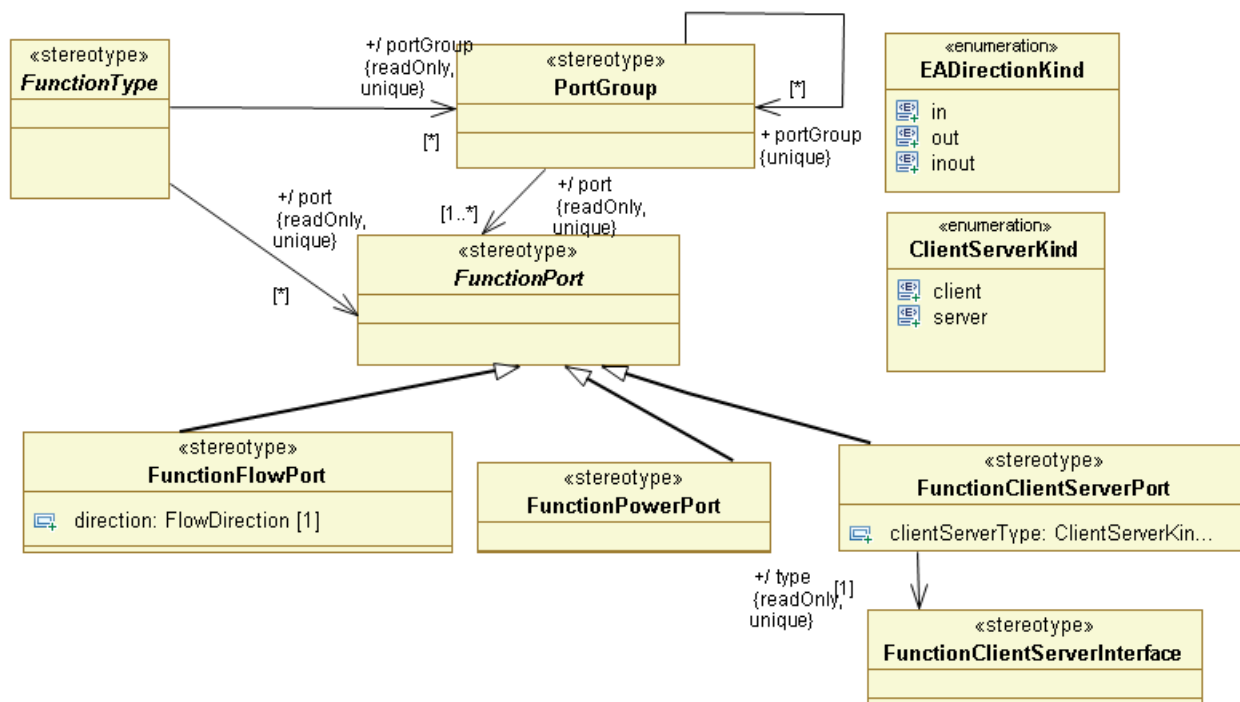 «stereotype»
FunctionType
+/ portGroup
{readOnly,
unique}
[*]
«stereotype»
PortGroup
[*]
+ portGroup
{unique}
«enumeration»
EADirectionKind
in
out
inout
+/ port
{readOnly,
unique}
[*]
[1..*]
+/ port
{readOnly,
unique}
«stereotype»
FunctionPort
«enumeration»
ClientServerKind
client
server
«stereotype»
FunctionFlowPort
direction: FlowDirection [1]
«stereotype»
FunctionPowerPort
«stereotype»
FunctionClientServerPort
clientServerType: ClientServerKin...
+/ type
{readOnly,
unique}
[1]
«stereotype»
FunctionClientServerInterface